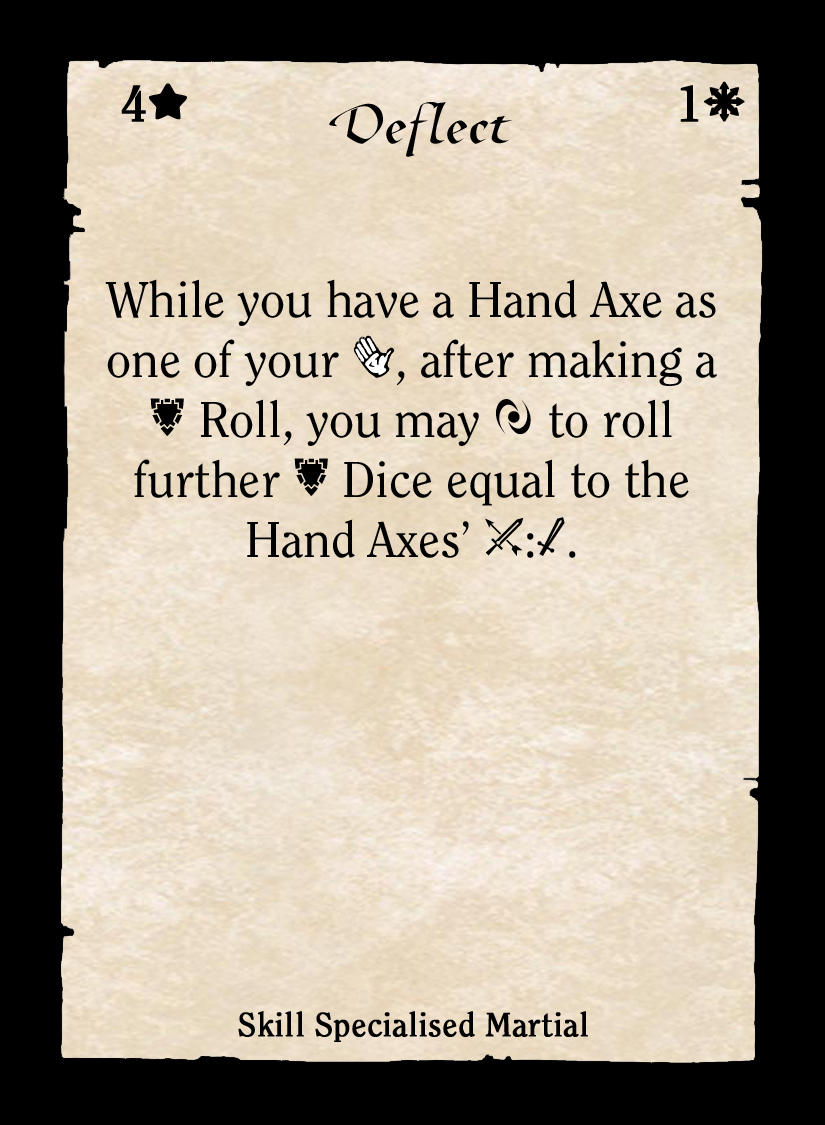 4★ Deflect 1
While you have a Hand Axe as
one of your , after making a
Roll, you may to roll
further Dice equal to the
Hand Axes’ : .
Skill Specialised Martial